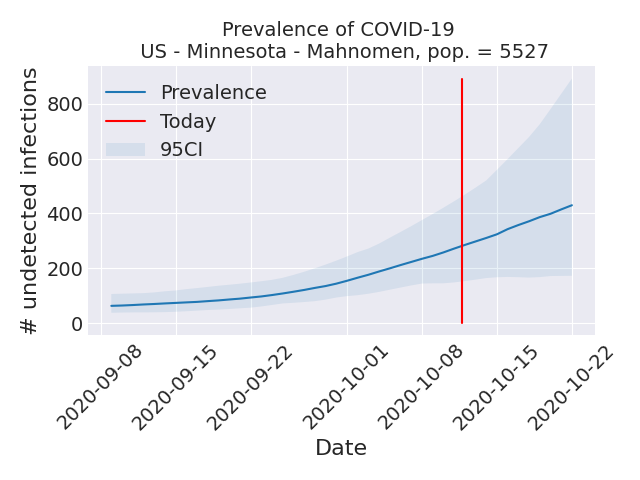 Prevalence of COVID-19
US - Minnesota - Mahnomen, pop. = 5527
Prevalence
Today
95CI
# undetected infections
800
600
400
200
0
2020-09-08
2020-09-15
2020-09-22
2020-10-01
2020-10-08
2020-10-15
2020-10-22
Date